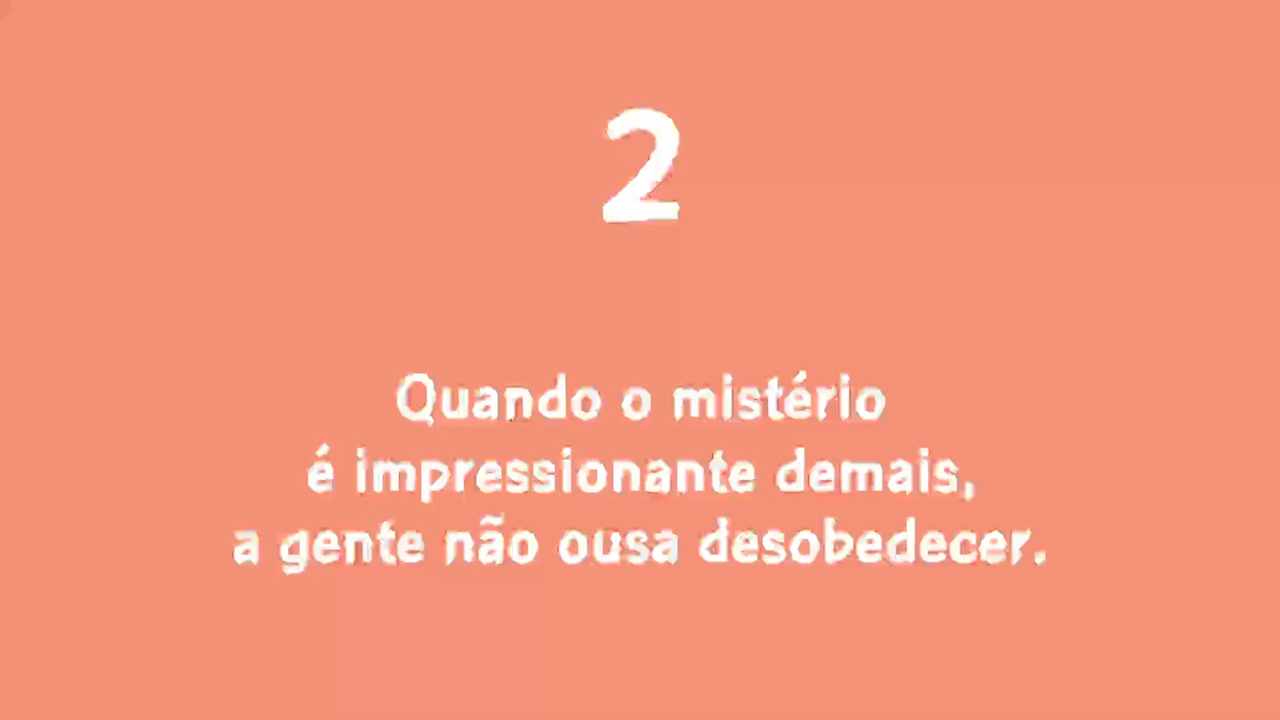 2
Quando o mistério
é impressionante demais,
a gente não ousa desobedecer.